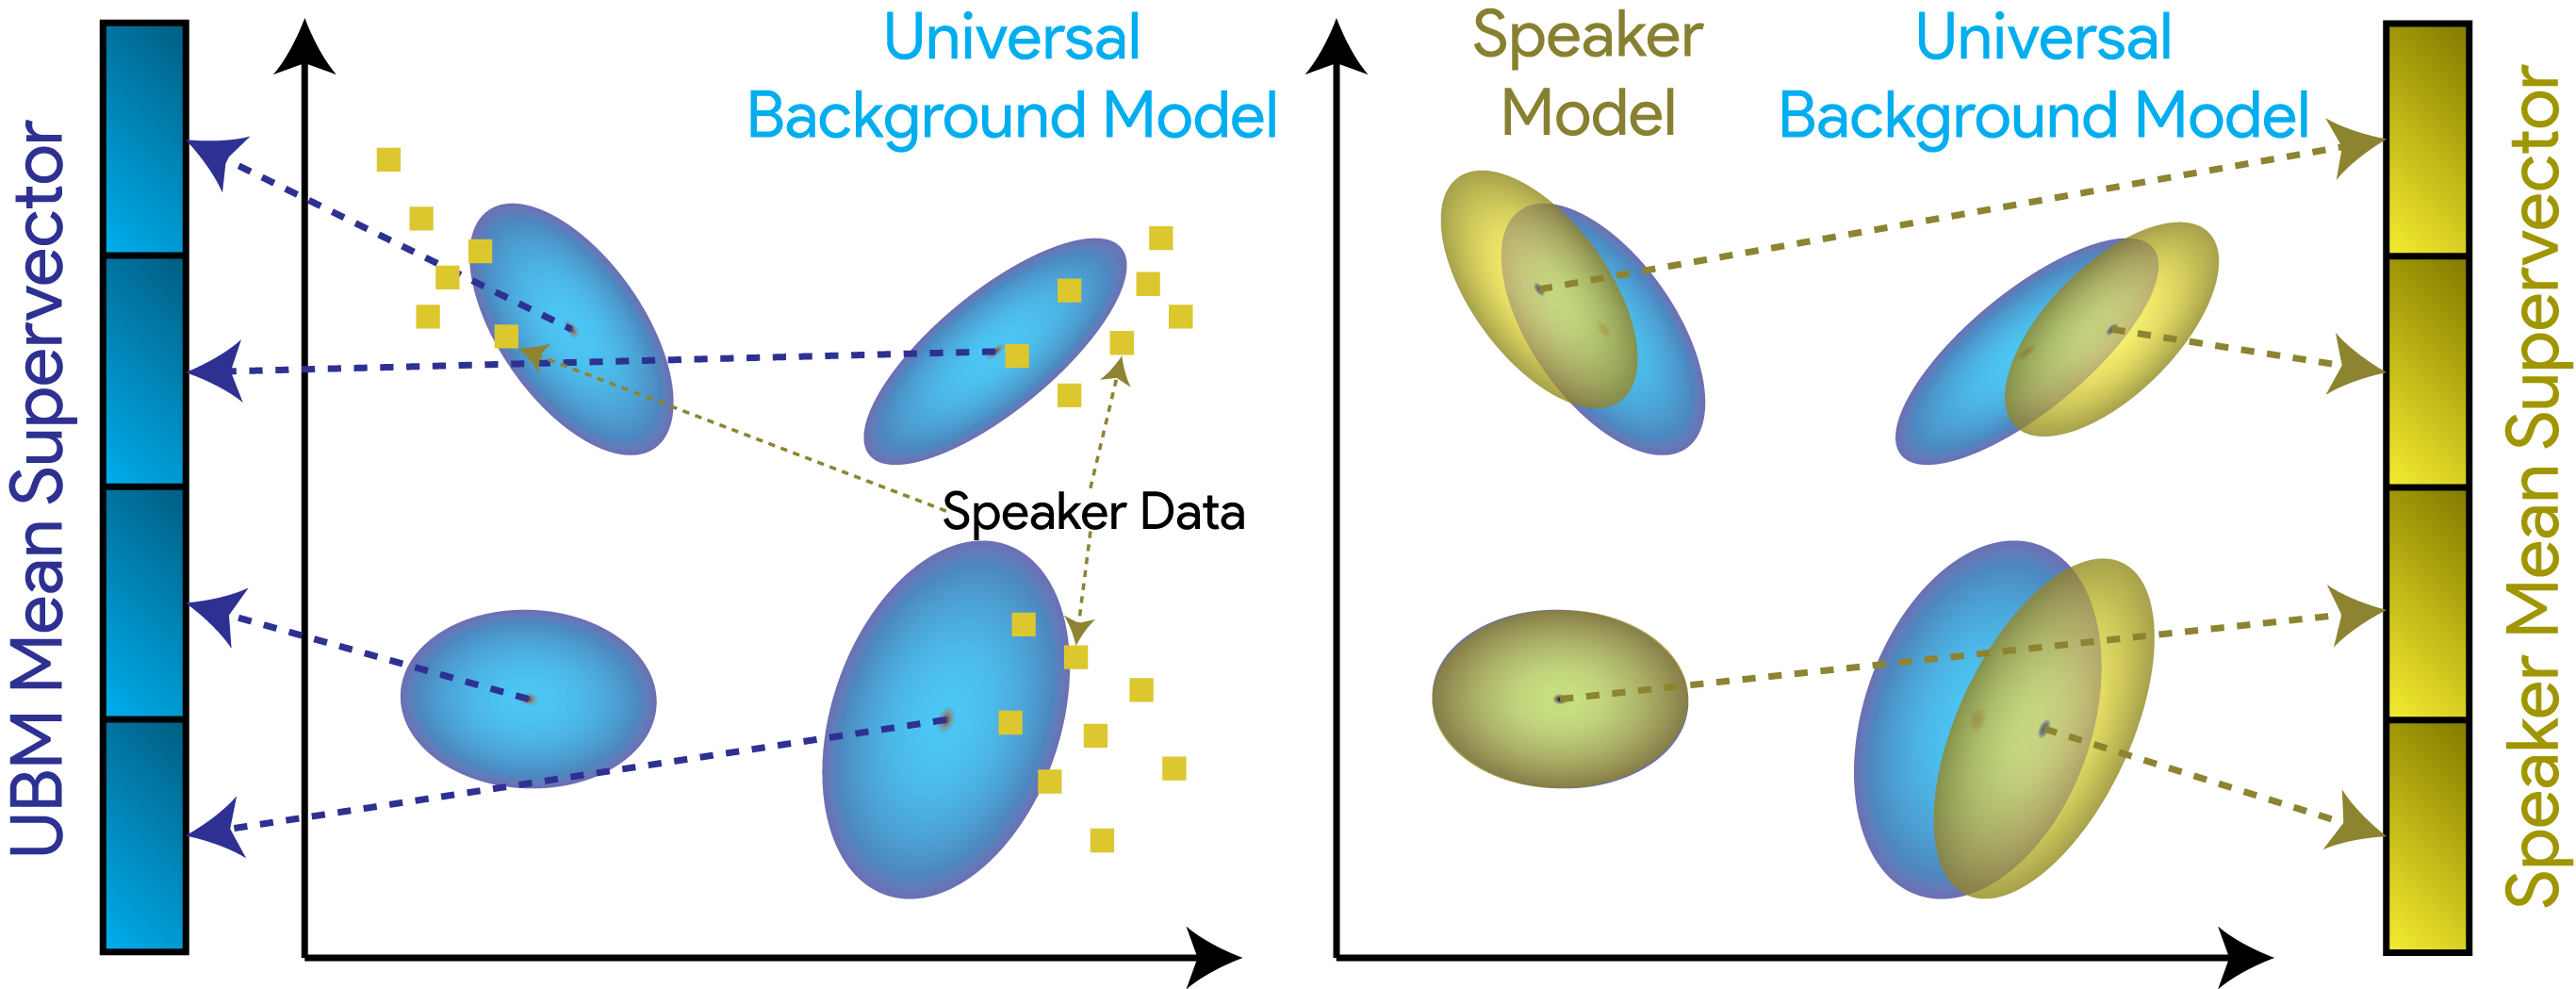 UBM Mean Supervector
Universal
Background Model
Speaker Data
Speaker
Model
Universal
Background Model
Speaker Mean Supervector